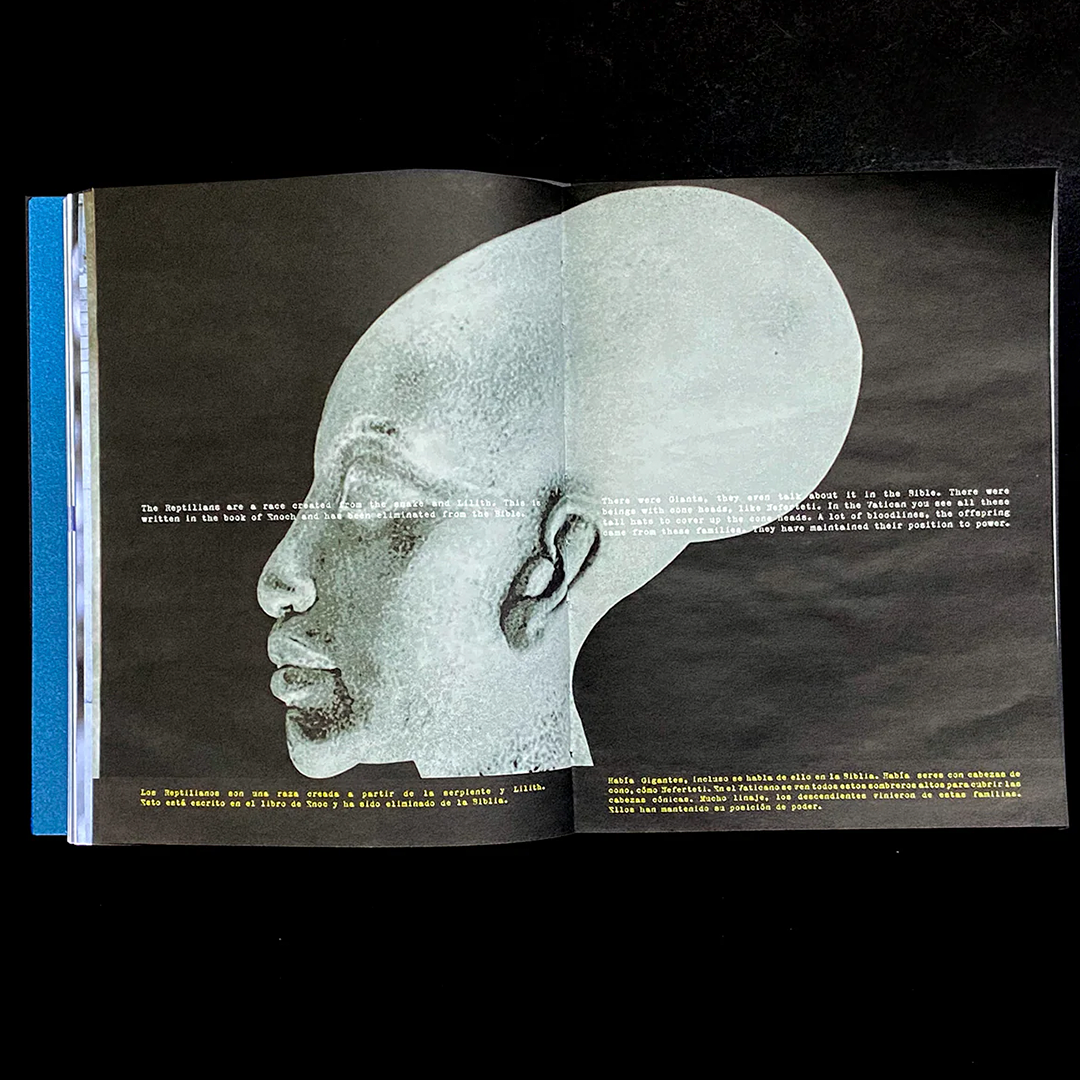 The Reptilians are a race created from the snake and Lilith. This is
written in the book of Enoch and has been eliminated from the Bible.
There were Giants, they even talk about it in the Bible. There were
beings with cone heads, like Neferteti. In the Vatican you see all these
tall hats to cover up the cone heads. A lot of bloodlines, the offspring
came from these families. They have maintained their position to power.
Los Reptilianos son una raza creada a partir de la serpiente y Lilith.
Esto está escrito en el libro de Enoc y ha sido eliminado de la Biblia.
Había Gigantes, incluso se habla de ello en la Biblia. Había seres con cabezas de
cono, cómo Neferteti. En el Vaticano se ven todos estos sombreros altos para cubrir las
cabezas cónicas. Mucho linaje, los descendientes vinieron de estas familias.
Ellos han mantenido su posición de poder.